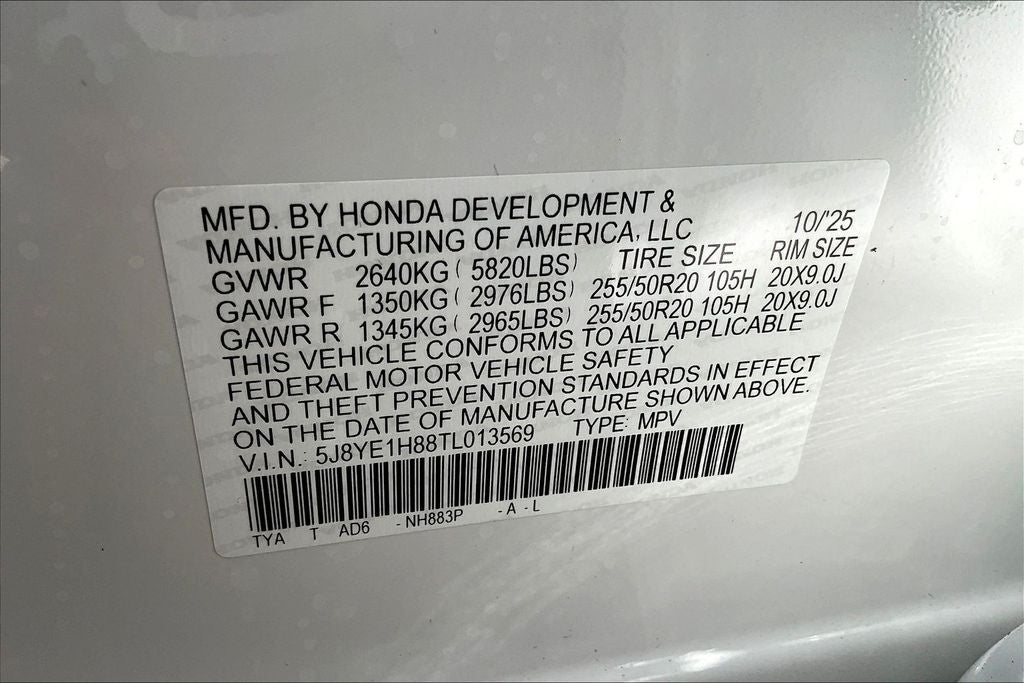 MFD. BY HONDA DEVELOPMENT & 10/'25
MANUFACTURING OF AMERICA, LLC
GVWR 2640KG ( 5820LBS) TIRE SIZE RIM SIZE
GAWR F 1350KG ( 2976LBS) 255/50R20 105H 20X9.0J
GAWR R 1345KG ( 2965LBS) 255/50R20 105H 20X9.0J
THIS VEHICLE CONFORMS TO ALL APPLICABLE
FEDERAL MOTOR VEHICLE SAFETY
AND THEFT PREVENTION STANDARDS IN EFFECT
ON THE DATE OF MANUFACTURE SHOWN ABOVE.
V.I.N.: 5J8YE1H88TL013569 TYPE: MPV
TYA T AD6 -NH883P -A -L